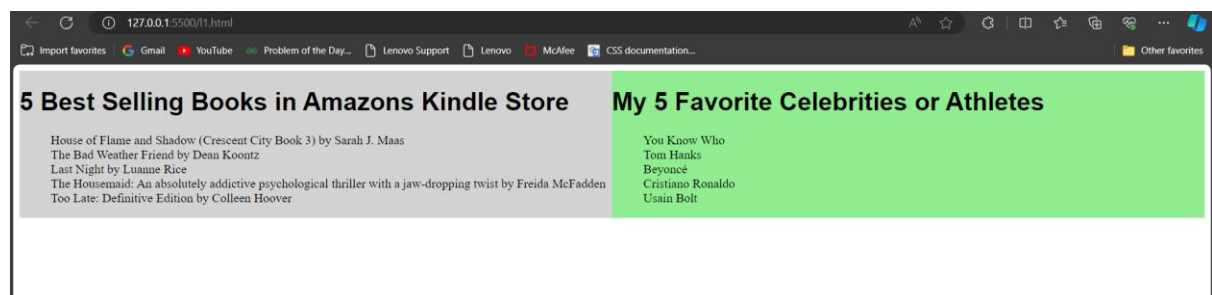 127.0.0.1:5500/l1.html
Import favorites Gmail YouTube Problem of the Day... Lenovo Support Lenovo McAfee CSS documentation... Other favorites
5 Best Selling Books in Amazons Kindle Store
House of Flame and Shadow (Crescent City Book 3) by Sarah J. Maas
The Bad Weather Friend by Dean Koontz
Last Night by Luanne Rice
The Housemaid: An absolutely addictive psychological thriller with a jaw-dropping twist by Freida McFadden
Too Late: Definitive Edition by Colleen Hoover
My 5 Favorite Celebrities or Athletes
You Know Who
Tom Hanks
Beyoncé
Cristiano Ronaldo
Usain Bolt